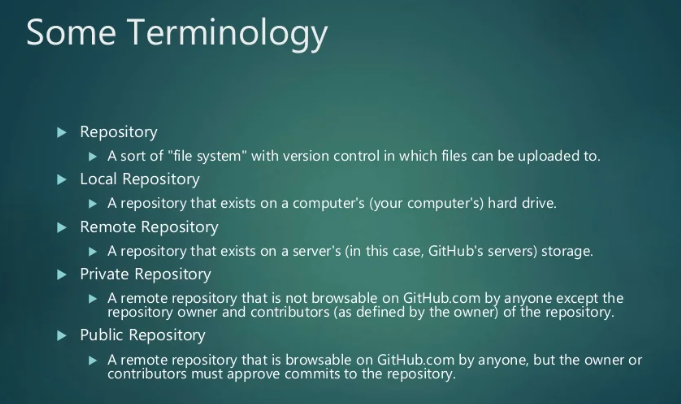 Some Terminology
Repository
A sort of "file system" with version control in which files can be uploaded to.
Local Repository
A repository that exists on a computer's (your computer's) hard drive.
Remote Repository
A repository that exists on a server's (in this case, GitHub's servers) storage.
Private Repository
A remote repository that is not browsable on GitHub.com by anyone except the
repository owner and contributors (as defined by the owner) of the repository.
Public Repository
A remote repository that is browsable on GitHub.com by anyone, but the owner or
contributors must approve commits to the repository.